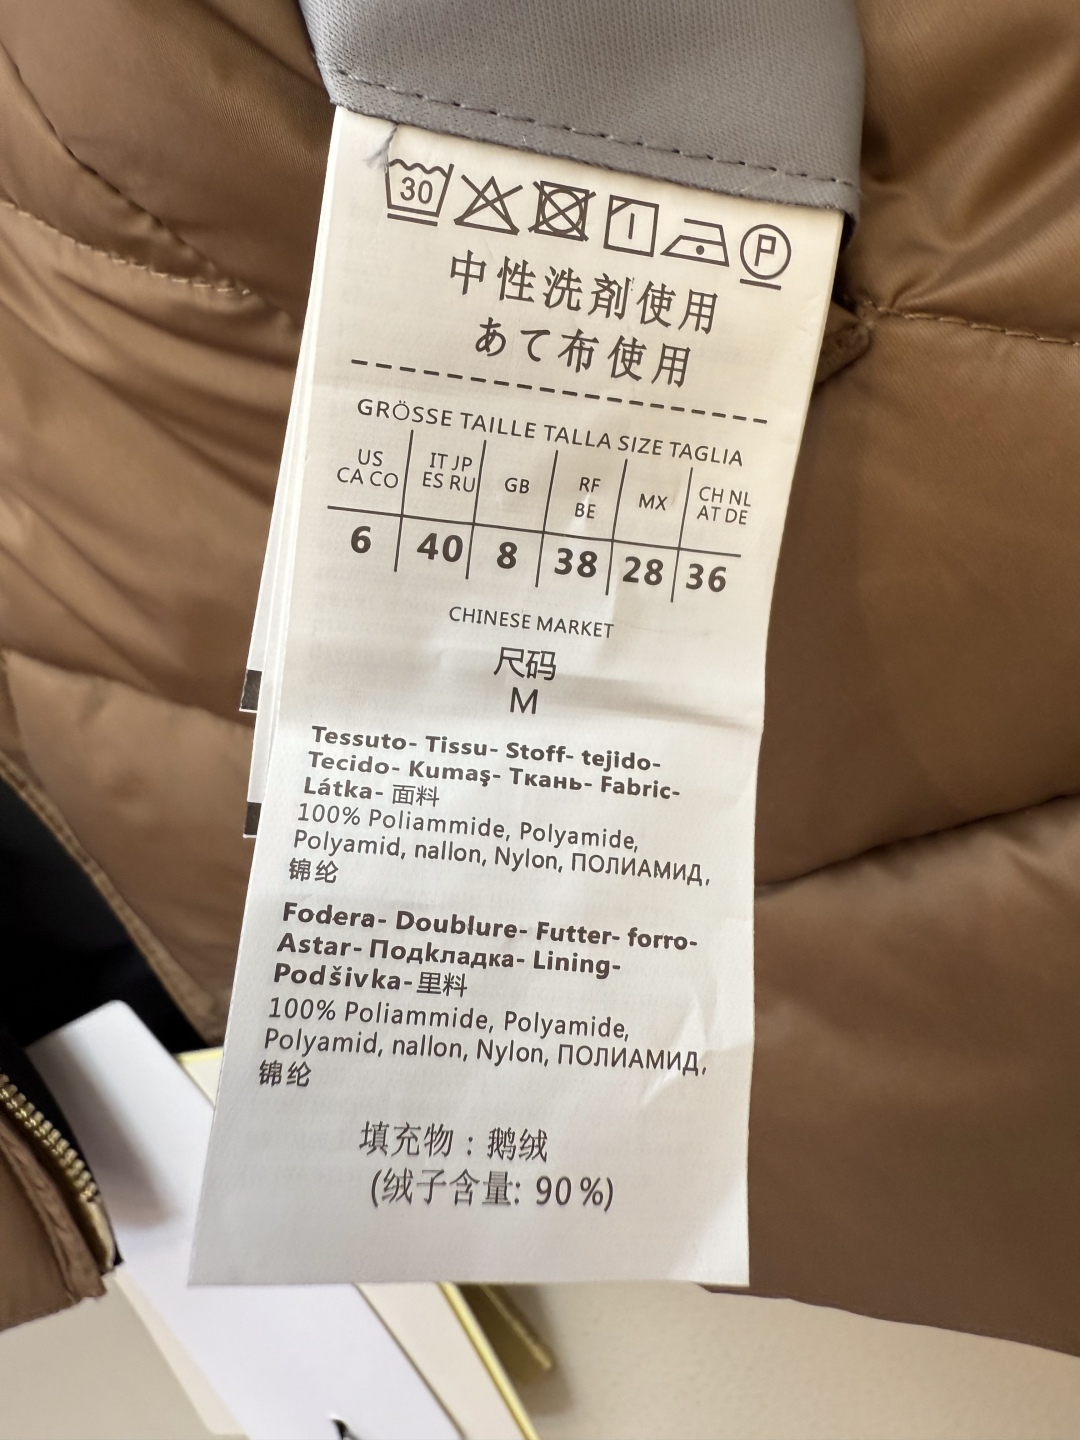 30
P
中性洗剤使用
あて布使用
GRÖSSE TAILLE TALLA SIZE TAGLIA
US CA CO IT JP ES RU GB RF BE MX CH NL AT DE
6 40 8 38 28 36
CHINESE MARKET
尺码
M
Tessuto- Tissu- Stoff- tejido-
Tecido- Kumaş- Ткань- Fabric-
Látka- 面料
100% Poliammide, Polyamide,
Polyamid, nallon, Nylon, ПОЛИАМИД,
锦纶
Fodera- Doublure- Futter- forro-
Astar- Подкладка- Lining-
Podšivka- 里料
100% Poliammide, Polyamide,
Polyamid, nallon, Nylon, ПОЛИАМИД,
锦纶
填充物：鹅绒
(绒子含量: 90%)